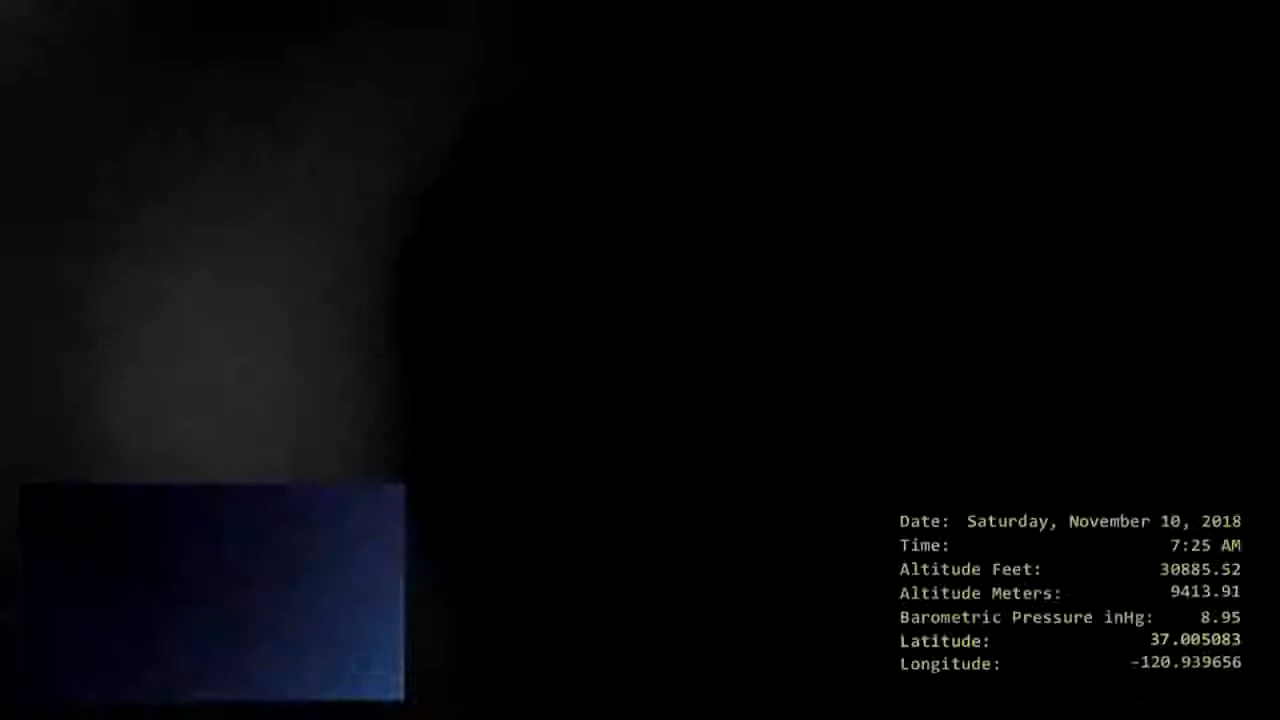 Date: Saturday, November 10, 2018
Time: 7:25 AM
Altitude Feet: 30885.52
Altitude Meters: 9413.91
Barometric Pressure inHg: 8.95
Latitude: 37.005083
Longitude: -120.939656